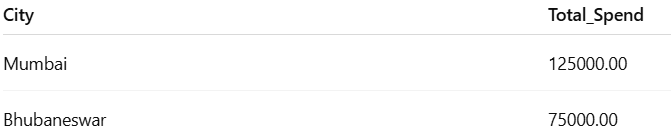 City Total_Spend
Mumbai 125000.00
Bhubaneswar 75000.00